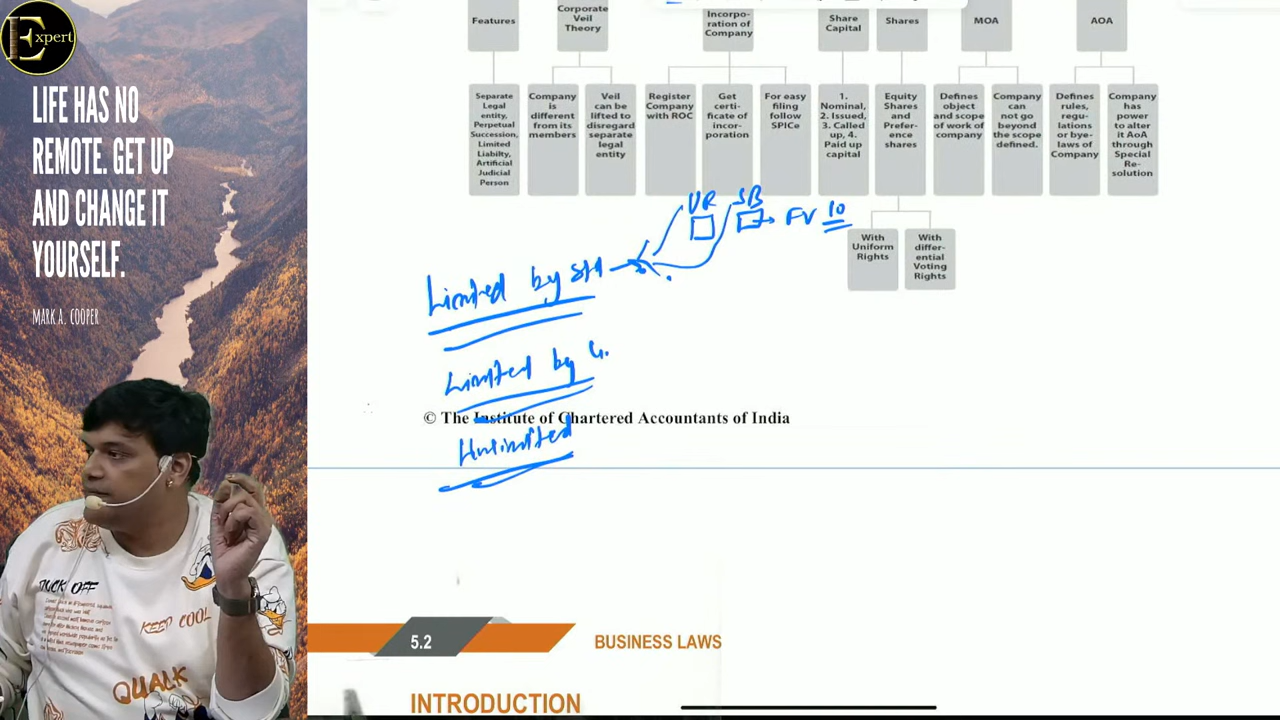 Expert
LIFE HAS NO
REMOTE. GET UP
AND CHANGE IT
YOURSELF.
MARK A. COOPER
Features
Corporate
Veil
Theory
Incorpo-
ration of
Company
Share
Capital
Shares
MOA
AOA
Separate
Legal
entity,
Perpetual
Succession,
Limited
Liabilty,
Artificial
Judicial
Person
Company
is
different
from its
members
Veil
can be
lifted to
disregard
separate
legal
entity
Register
Company
with ROC
Get
certi-
ficate of
incor-
poration
For easy
filing
follow
SPICe
1.
Nominal,
2. Issued,
3. Called
up, 4.
Paid up
capital
Equity
Shares
and
Prefer-
ence
shares
Defines
object
and scope
of work of
company
Company
can
not go
beyond
the scope
defined.
Defines
rules,
regu-
lations
or bye-
laws of
Company
Company
has
power
to alter
it AoA
through
Special
Re-
solution
With
Uniform
Rights
With
differ-
ential
Voting
Rights
VR
SB
FV 10
Limited by SH
Limited by G.
Unlimited
© The Institute of Chartered Accountants of India
DUCK OFF
KEEP COOL
QUALK
5.2
BUSINESS LAWS
INTRODUCTION